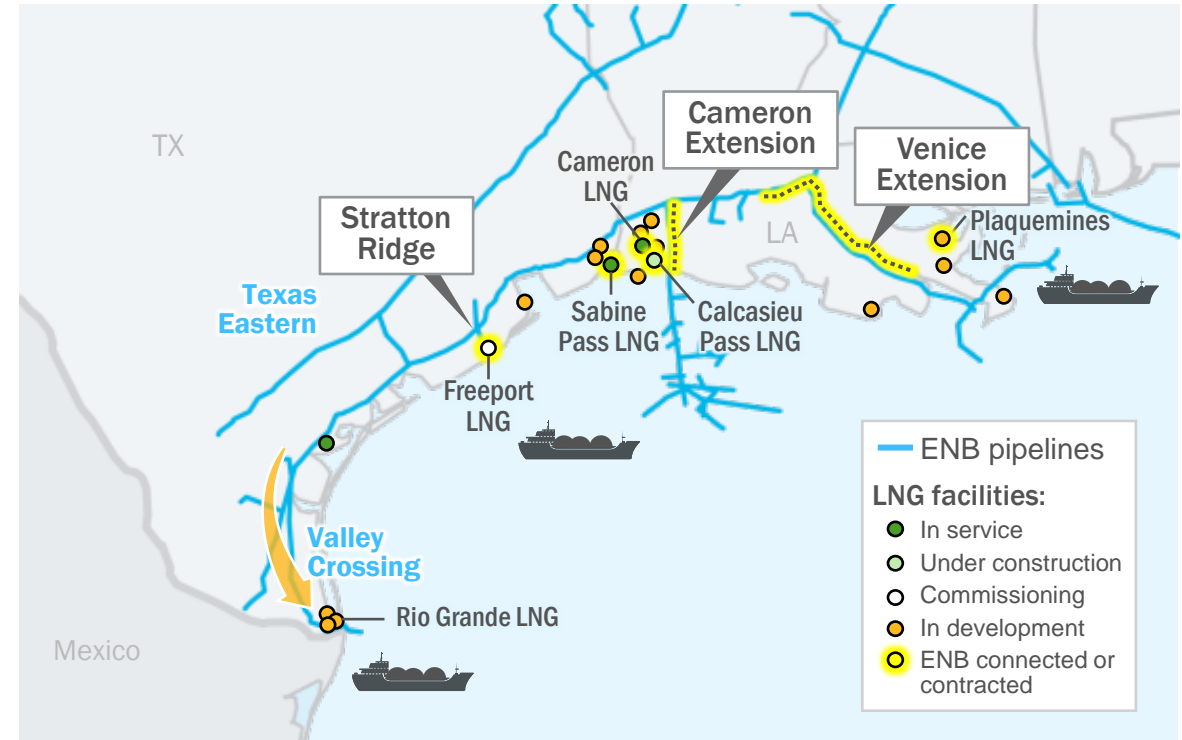 TX
Cameron
Extension
Cameron
LNG
Venice
Extension
Stratton
Ridge
LA
Plaquemines
LNG
Texas
Eastern
Sabine
Pass LNG
Calcasieu
Pass LNG
Freeport
LNG
Valley
Crossing
Rio Grande LNG
Mexico
ENB pipelines
LNG facilities:
In service
Under construction
Commissioning
In development
ENB connected or
contracted